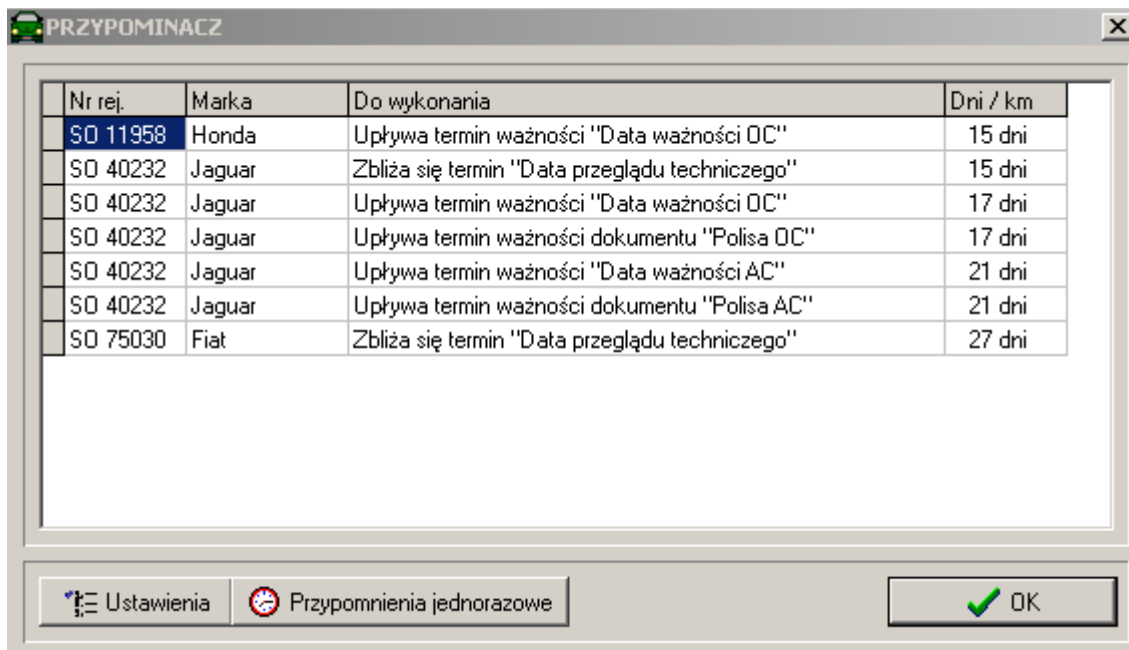 PRZYPOMINACZ
Nr rej. Marka Do wykonania Dni / km
SO 11958 Honda Upływa termin ważności "Data ważności OC" 15 dni
SO 40232 Jaguar Zbliża się termin "Data przeglądu techniczego" 15 dni
SO 40232 Jaguar Upływa termin ważności "Data ważności OC" 17 dni
SO 40232 Jaguar Upływa termin ważności dokumentu "Polisa OC" 17 dni
SO 40232 Jaguar Upływa termin ważności "Data ważności AC" 21 dni
SO 40232 Jaguar Upływa termin ważności dokumentu "Polisa AC" 21 dni
SO 75030 Fiat Zbliża się termin "Data przeglądu techniczego" 27 dni
Ustawienia Przypomnienia jednorazowe OK